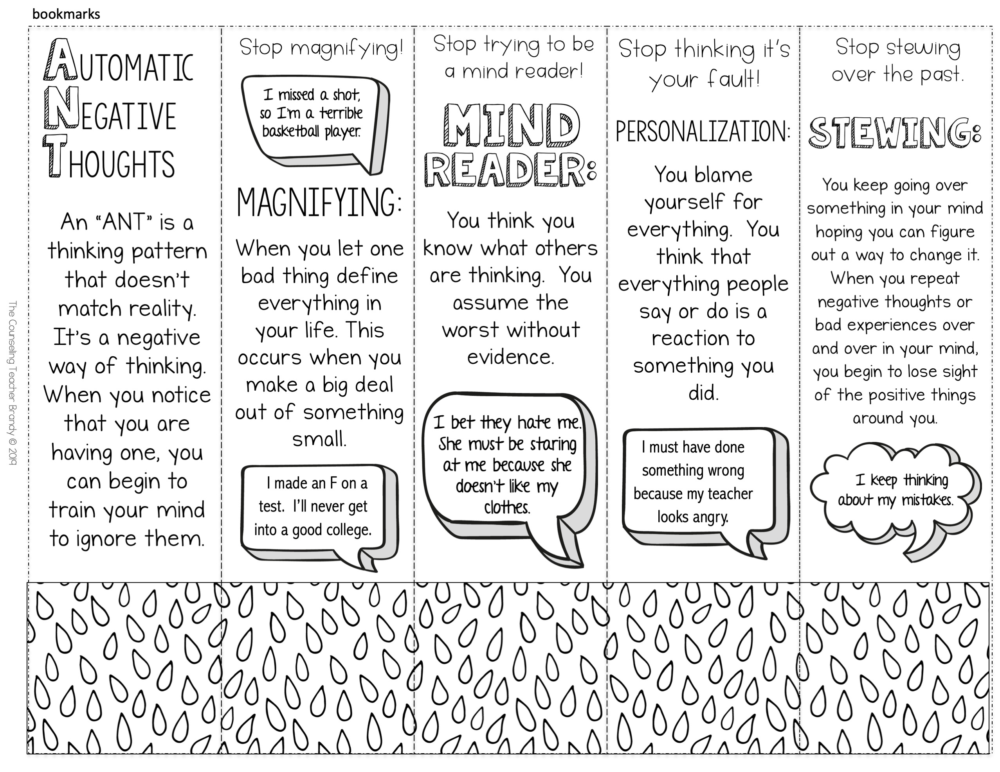 bookmarks
AUTOMATIC
NEGATIVE
THOUGHTS
An “ANT” is a
thinking pattern
that doesn’t
match reality.
It’s a negative
way of thinking.
When you notice
that you are
having one, you
can begin to
train your mind
to ignore them.
Stop magnifying!
I missed a shot,
so I’m a terrible
basketball player.
MAGNIFYING:
When you let one
bad thing define
everything in
your life. This
occurs when you
make a big deal
out of something
small.
I made an F on a
test. I’ll never get
into a good college.
Stop trying to be
a mind reader!
MIND
READER:
You think you
know what others
are thinking. You
assume the
worst without
evidence.
I bet they hate me.
She must be staring
at me because she
doesn’t like my
clothes.
Stop thinking it’s
your fault!
PERSONALIZATION:
You blame
yourself for
everything. You
think that
everything people
say or do is a
reaction to
something you
did.
I must have done
something wrong
because my teacher
looks angry.
Stop stewing
over the past.
STEWING:
You keep going over
something in your mind
hoping you can figure
out a way to change it.
When you repeat
negative thoughts or
bad experiences over
and over in your mind,
you begin to lose sight
of the positive things
around you.
I keep thinking
about my mistakes.
The Counseling Teacher Brandy © 2019